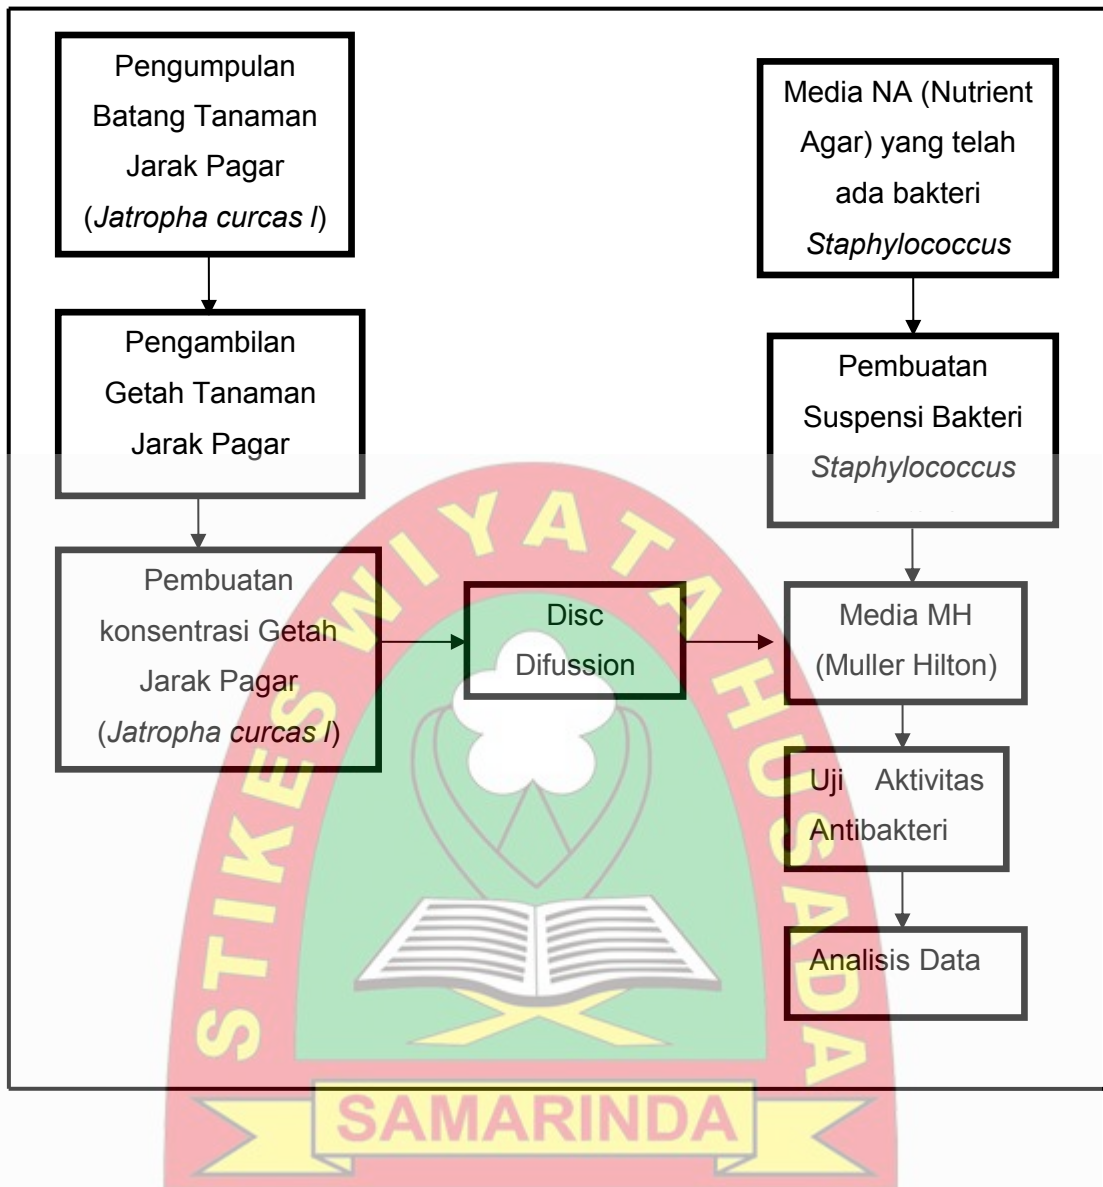 Pengumpulan
Batang Tanaman
Jarak Pagar
(Jatropha curcas l)
Pengambilan
Getah Tanaman
Jarak Pagar
Pembuatan
konsentrasi Getah
Jarak Pagar
(Jatropha curcas l)
Disc
Difussion
Media NA (Nutrient
Agar) yang telah
ada bakteri
Staphylococcus
Pembuatan
Suspensi Bakteri
Staphylococcus
Media MH
(Muller Hilton)
Uji Aktivitas
Antibakteri
Analisis Data
STIKES WIYATA HUSADA
SAMARINDA